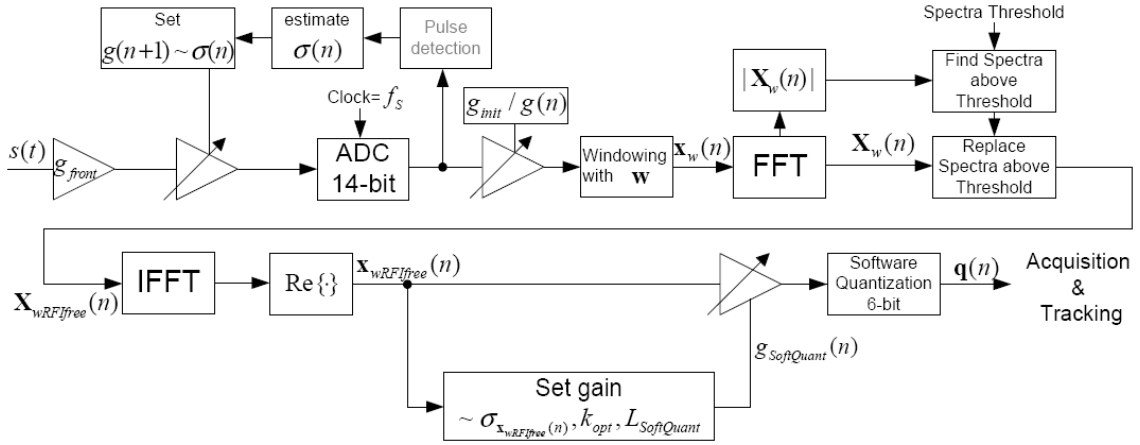 Set
g(n+1) ~ σ(n)
estimate
σ(n)
Pulse
detection
Spectra Threshold
|X_w(n)|
Find Spectra
above
Threshold
Clock= f_S
g_init / g(n)
s(t)
g_front
ADC
14-bit
Windowing
with w
x_w(n)
FFT
X_w(n)
Replace
Spectra above
Threshold
X_wRFIfree(n)
IFFT
Re{·}
x_wRFIfree(n)
Software
Quantization
6-bit
q(n)
Acquisition
&
Tracking
g_SoftQuant(n)
Set gain
~ σ_x_wRFIfree(n), k_opt, L_SoftQuant